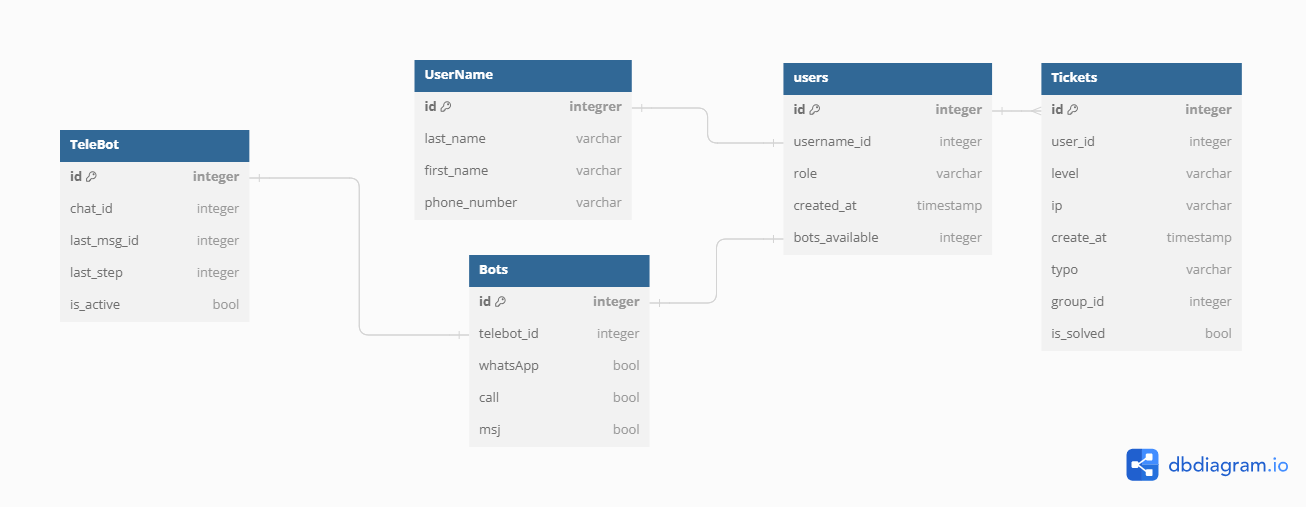 TeleBot
id integer
chat_id integer
last_msg_id integer
last_step integer
is_active bool
UserName
id integrer
last_name varchar
first_name varchar
phone_number varchar
Bots
id integer
telebot_id integer
whatsApp bool
call bool
msj bool
users
id integer
username_id integer
role varchar
created_at timestamp
bots_available integer
Tickets
id integer
user_id integer
level varchar
ip varchar
create_at timestamp
typo varchar
group_id integer
is_solved bool
dbdiagram.io